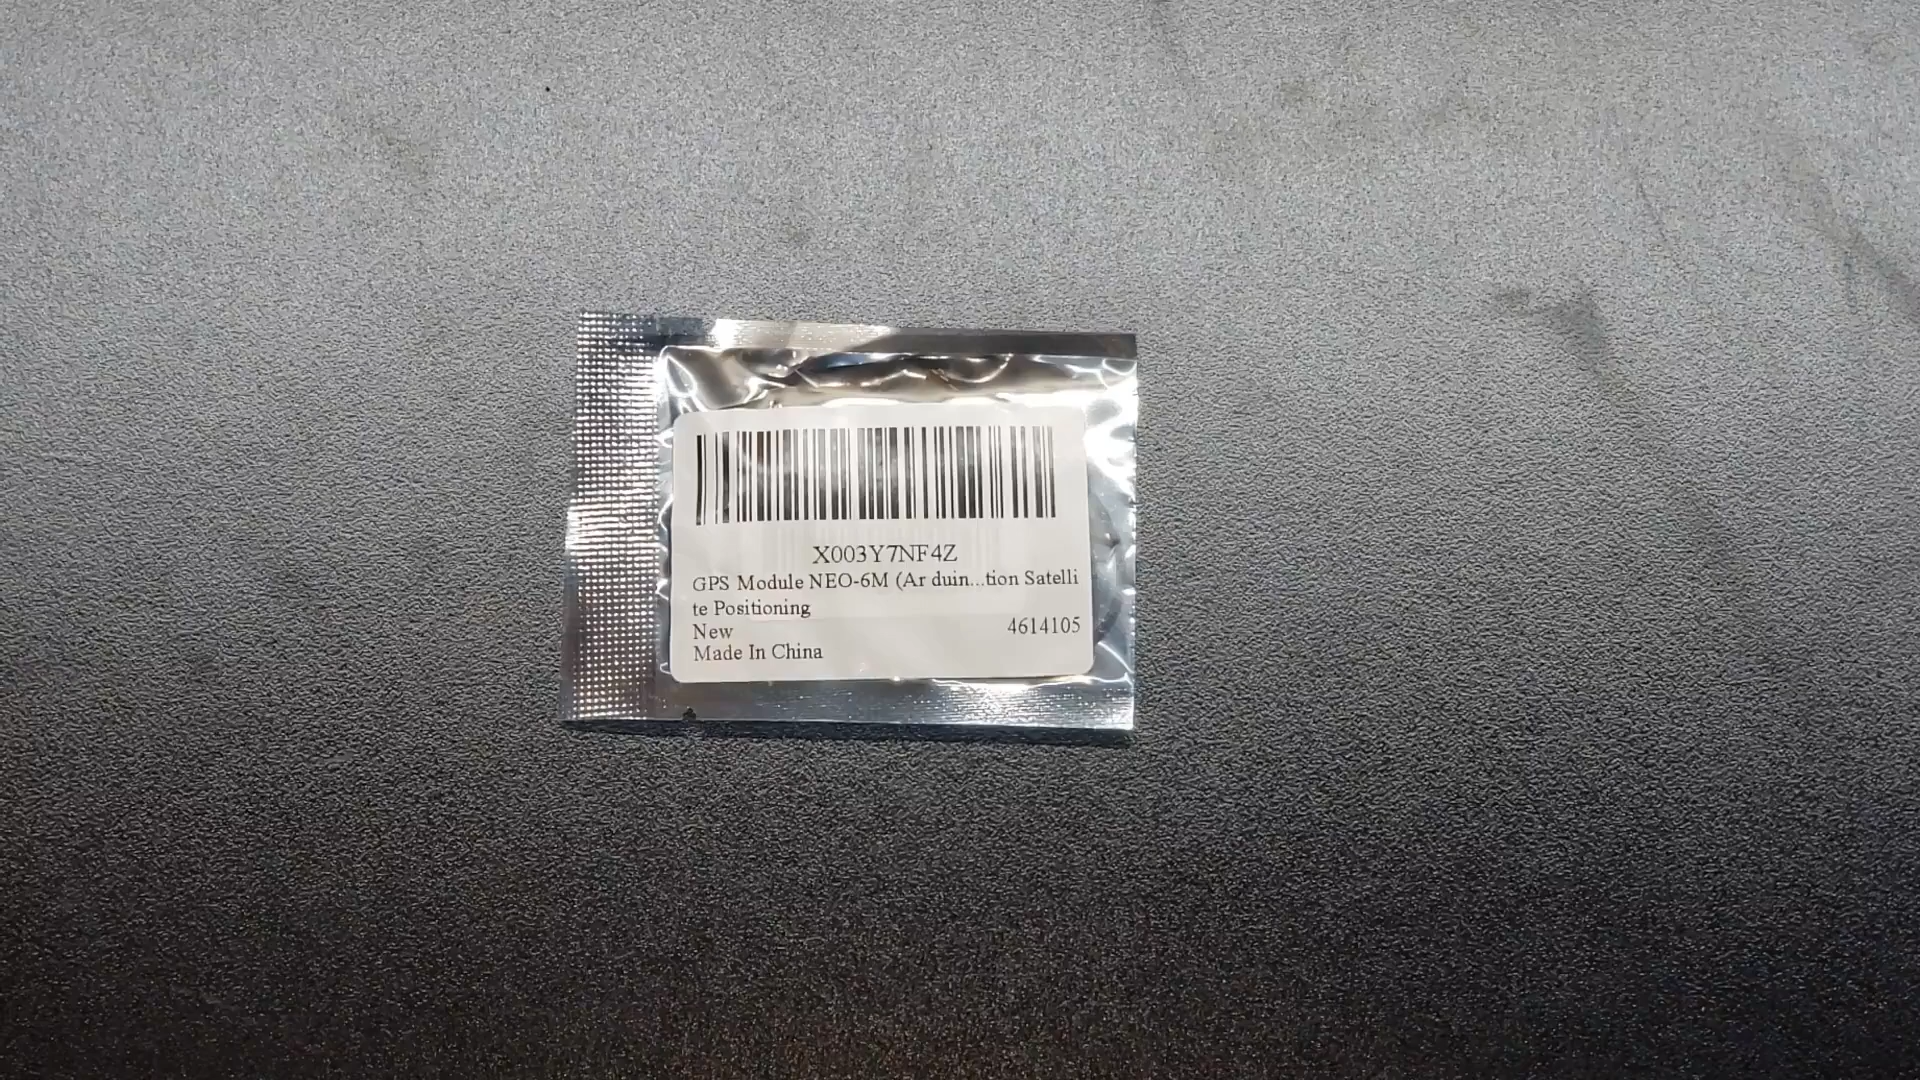 X003Y7NF4Z
GPS Module NEO-6M (Ar duin...tion Satelli
te Positioning
New 4614105
Made In China